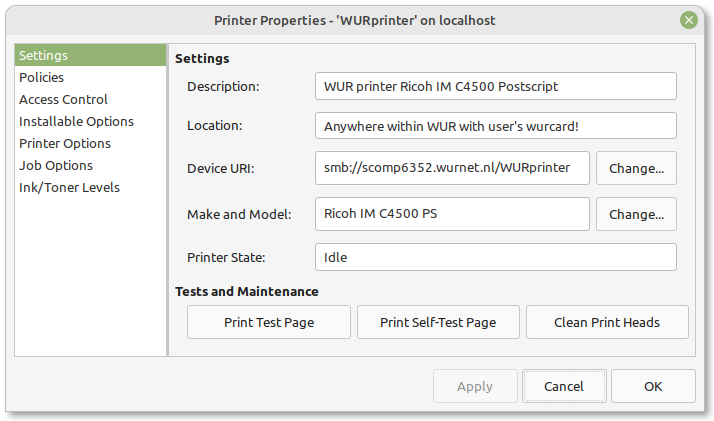 Printer Properties - 'WURprinter' on localhost
Settings
Policies
Access Control
Installable Options
Printer Options
Job Options
Ink/Toner Levels
Settings
Description: WUR printer Ricoh IM C4500 Postscript
Location: Anywhere within WUR with user's wurcard!
Device URI: smb://scomp6352.wurnet.nl/WURprinter Change...
Make and Model: Ricoh IM C4500 PS Change...
Printer State: Idle
Tests and Maintenance
Print Test Page Print Self-Test Page Clean Print Heads
Apply Cancel OK